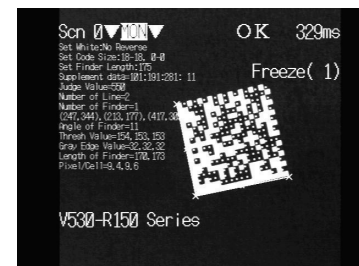 Scn 0▼MON▼ OK 329ms
Set White:No Reverse
Set Code Size:18-18, 0-0
Set Finder Length:175
Freeze( 1)
Supplement data=101:191:281: 11
Judge Value=550
Number of Line=2
Number of Finder=1
(247.344),(213.177),(417.30
Angle of Finder=11
Thresh Value=154,153,153
Gray Edge Value=32,32,32
Length of Finder=170,173
Pixel/Cell=9.4,9.6
V530-R150 Series